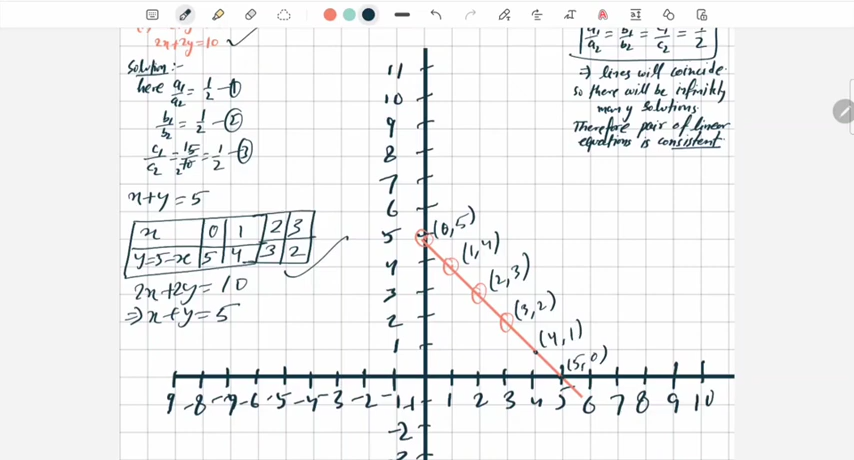 2x+2y=10
Solution:-
here a1/a2 = 1/2 - ①
b1/b2 = 1/2 - ②
c1/c2 = 1/2 - ③
x+y=5
x 0 1 2 3
y=5-x 5 4 3 2
2x+2y=10
⇒x+y=5
a1/a2 = b1/b2 = c1/c2 = 1/2
⇒ lines will coincide
so there will be infinitely
many solutions.
Therefore pair of linear
equations is consistent
11
10
9
8
7
6
5
4
3
2
1
(0,5)
(1,4)
(2,3)
(3,2)
(4,1)
(5,0)
9 -8 -9 -6 -5 -4 -3 -2 -1 -1 1 2 3 4 5 6 7 8 9 10
-2